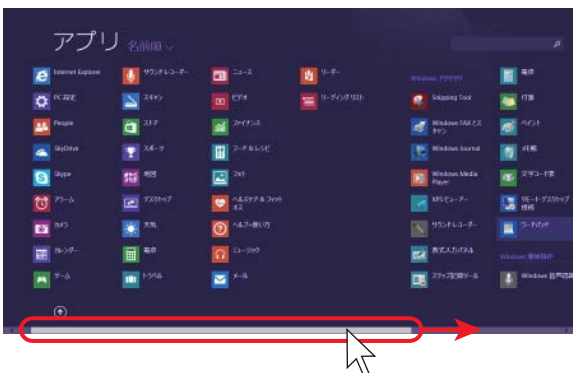 アプリ 名前順
Internet Explorer
PC 設定
People
SkyDrive
Skype
アラーム
カメラ
カレンダー
ゲーム
サウンド レコーダー
スキャン
ストア
スポーツ
地図
デスクトップ
天気
電卓
トラベル
ニュース
ビデオ
ファイナンス
フード＆レシピ
フォト
ヘルスケア＆フィットネス
ヘルプ+使い方
ミュージック
メール
リーダー
リーディング リスト
Windows アクセサリ
Snipping Tool
Windows FAX とスキャン
Windows Journal
Windows Media
Player
XPS ビューアー
サウンド レコーダー
数式入力パネル
ステップ記録ツール
電卓
付箋
ペイント
メモ帳
文字コード表
リモート デスクトップ
接続
ワードパッド
Windows 簡単操作
Windows 音声認識